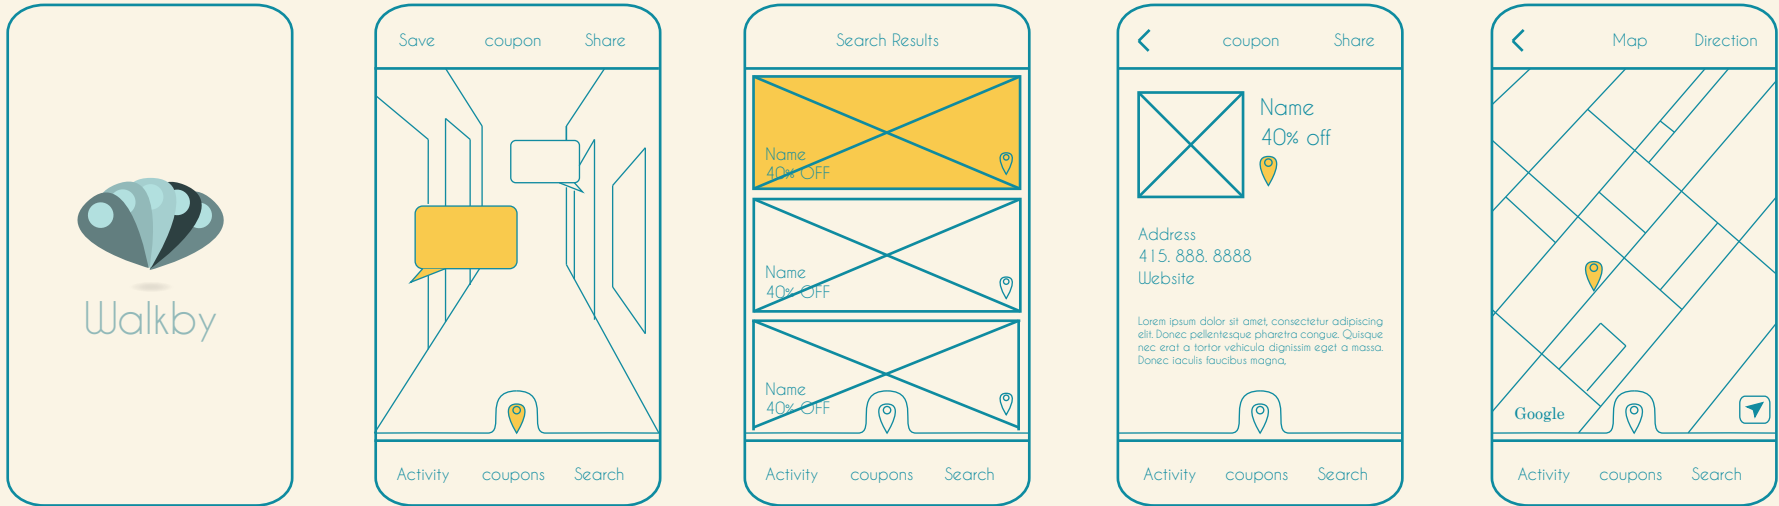 Walkby
Save coupon Share
Activity coupons Search
Search Results
Name
40% OFF
Name
40% OFF
Name
40% OFF
Activity coupons Search
coupon Share
Name
40% off
Address
415. 888. 8888
Website
Lorem ipsum dolor sit amet, consectetur adipiscing
elit. Donec pellentesque pharetra congue. Quisque
nec erat a tortor vehicula dignissim eget a massa.
Donec iaculis faucibus magna,
Activity coupons Search
Map Direction
Google
Activity coupons Search